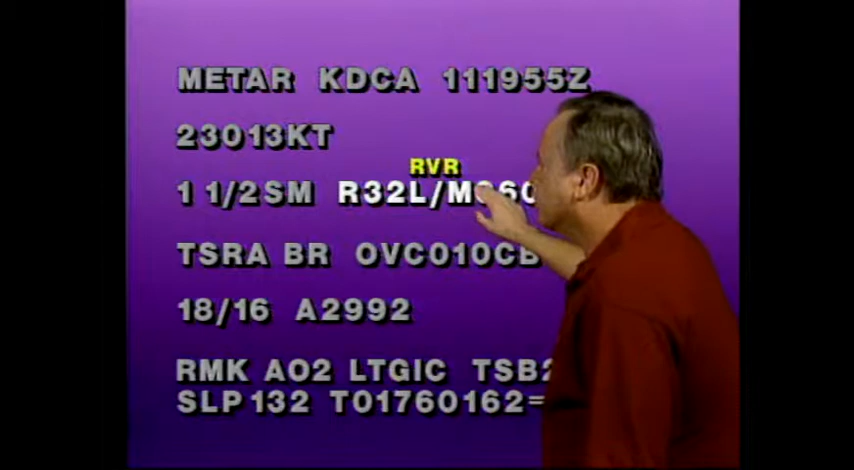 METAR KDCA 111955Z
23013KT
RVR
1 1/2SM R32L/M
TSRA BR OVC010CB
18/16 A2992
RMK AO2 LTGIC
SLP132 T01760162=